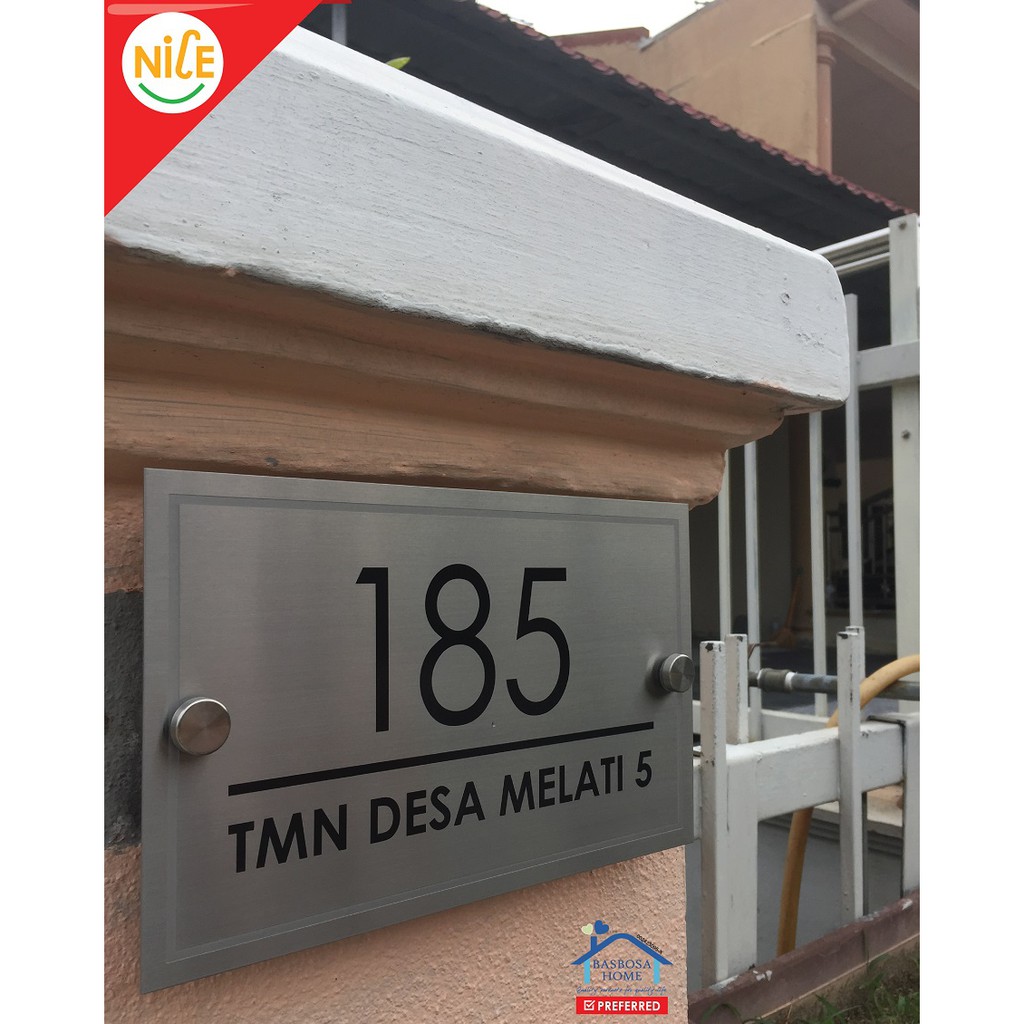 NiCE
185
TMN DESA MELATI 5
BASBOSA
HOME
PREFERRED